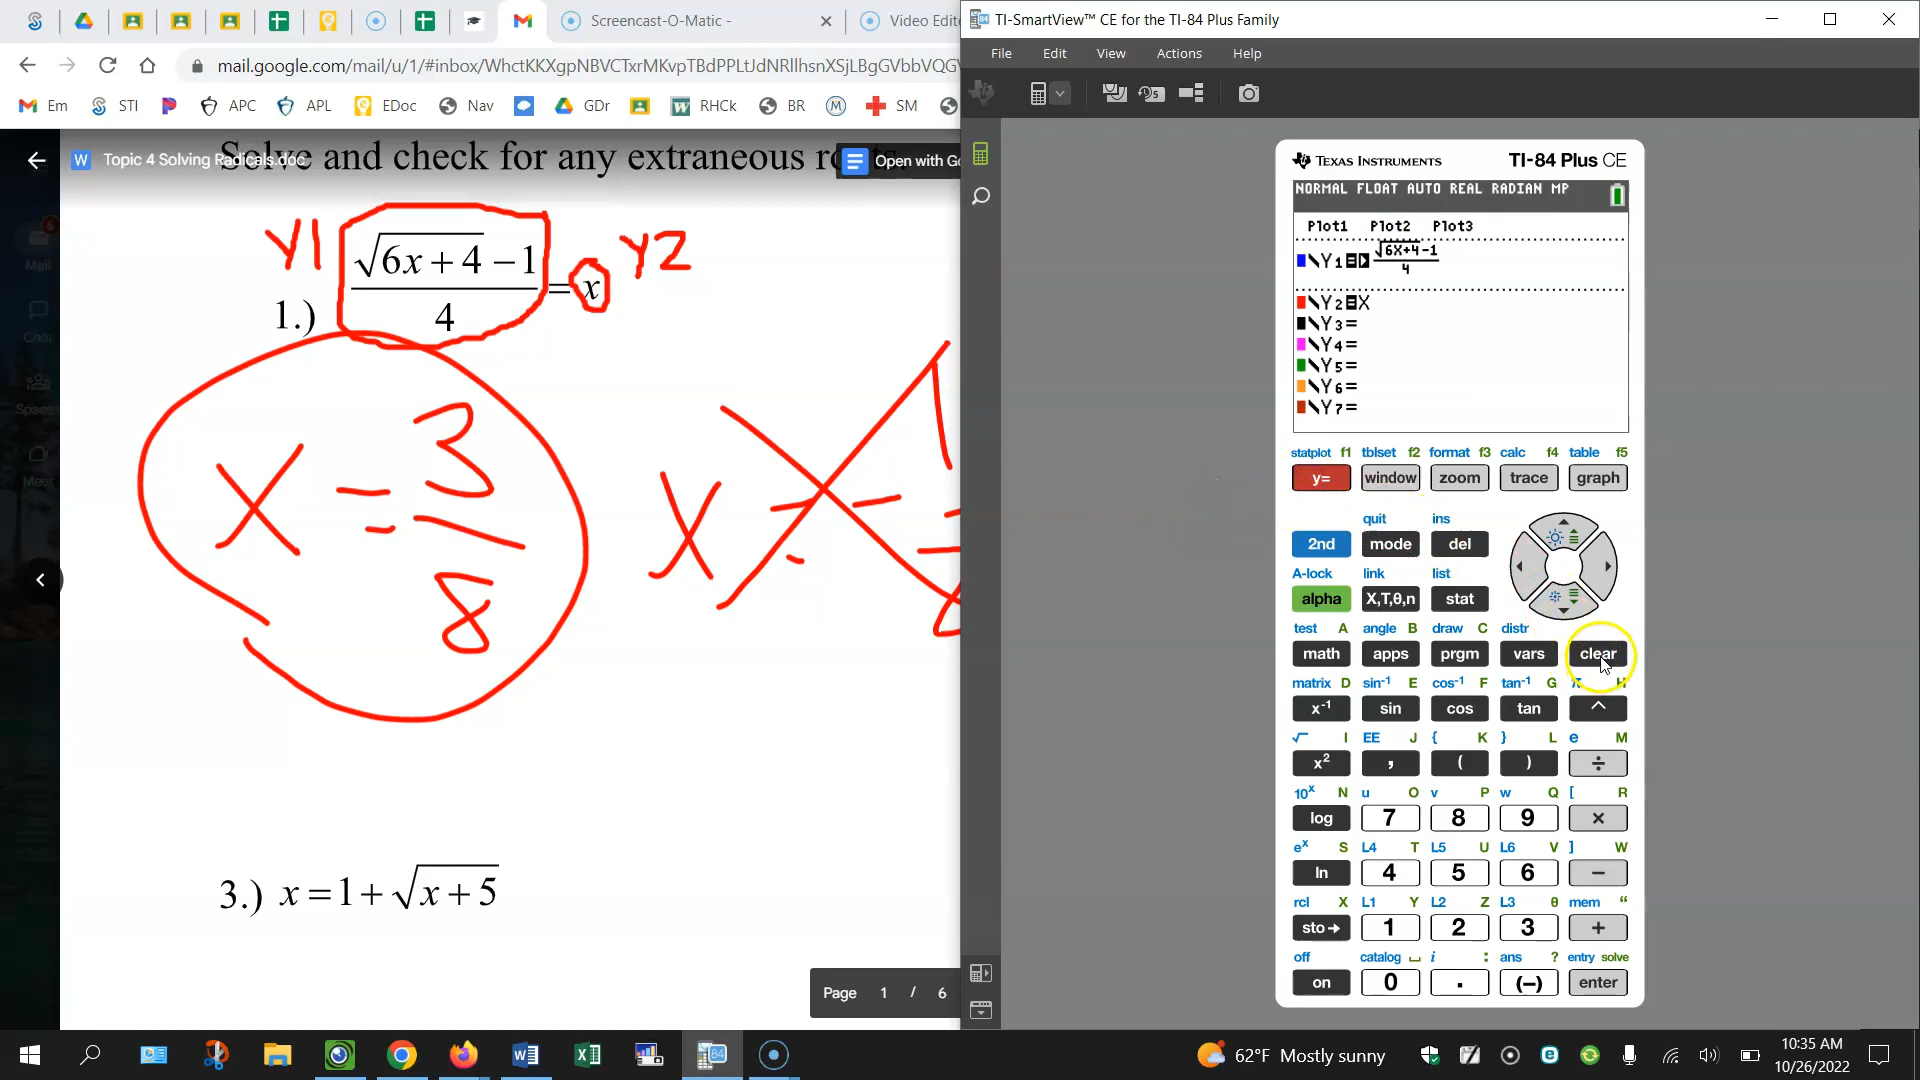 Screencast-O-Matic -
Video Edit
TI-SmartView™ CE for the TI-84 Plus Family
mail.google.com/mail/u/1/#inbox/WhctKKXgpNBVCTxrMKvpTBdPPLtJdNRllhsnXSjLBgGVbbVQG
File Edit View Actions Help
Em STI APC APL EDoc Nav GDr RHCk BR SM
Solve and check for any extraneous roots.
Topic 4 Solving Radicals.doc
Open with Go
Y1 √6x+4 − 1 / 4 = x Y2
1.)
x = 3/8
x = −
3.) x = 1 + √x+5
Page 1 / 6
6
Mail
Chat
Meet
TEXAS INSTRUMENTS TI-84 Plus CE
NORMAL FLOAT AUTO REAL RADIAN MP
Plot1 Plot2 Plot3
\Y1=√6X+4-1 / 4
\Y2=X
\Y3=
\Y4=
\Y5=
\Y6=
\Y7=
statplot f1 tblset f2 format f3 calc f4 table f5
y= window zoom trace graph
quit ins
2nd mode del
A-lock link list
alpha X,T,θ,n stat
test A angle B draw C distr
math apps prgm vars clear
matrix D sin⁻¹ E cos⁻¹ F tan⁻¹ G π H
x⁻¹ sin cos tan ^
√ I EE J { K } L e M
x² , ( ) ÷
10ˣ N u O v P w Q [ R
log 7 8 9 ×
eˣ S L4 T L5 U L6 V ] W
ln 4 5 6 −
rcl X L1 Y L2 Z L3 θ mem “
sto→ 1 2 3 +
off catalog ⎵ i : ans ? entry solve
on 0 . (−) enter
62°F Mostly sunny
10:35 AM
10/26/2022